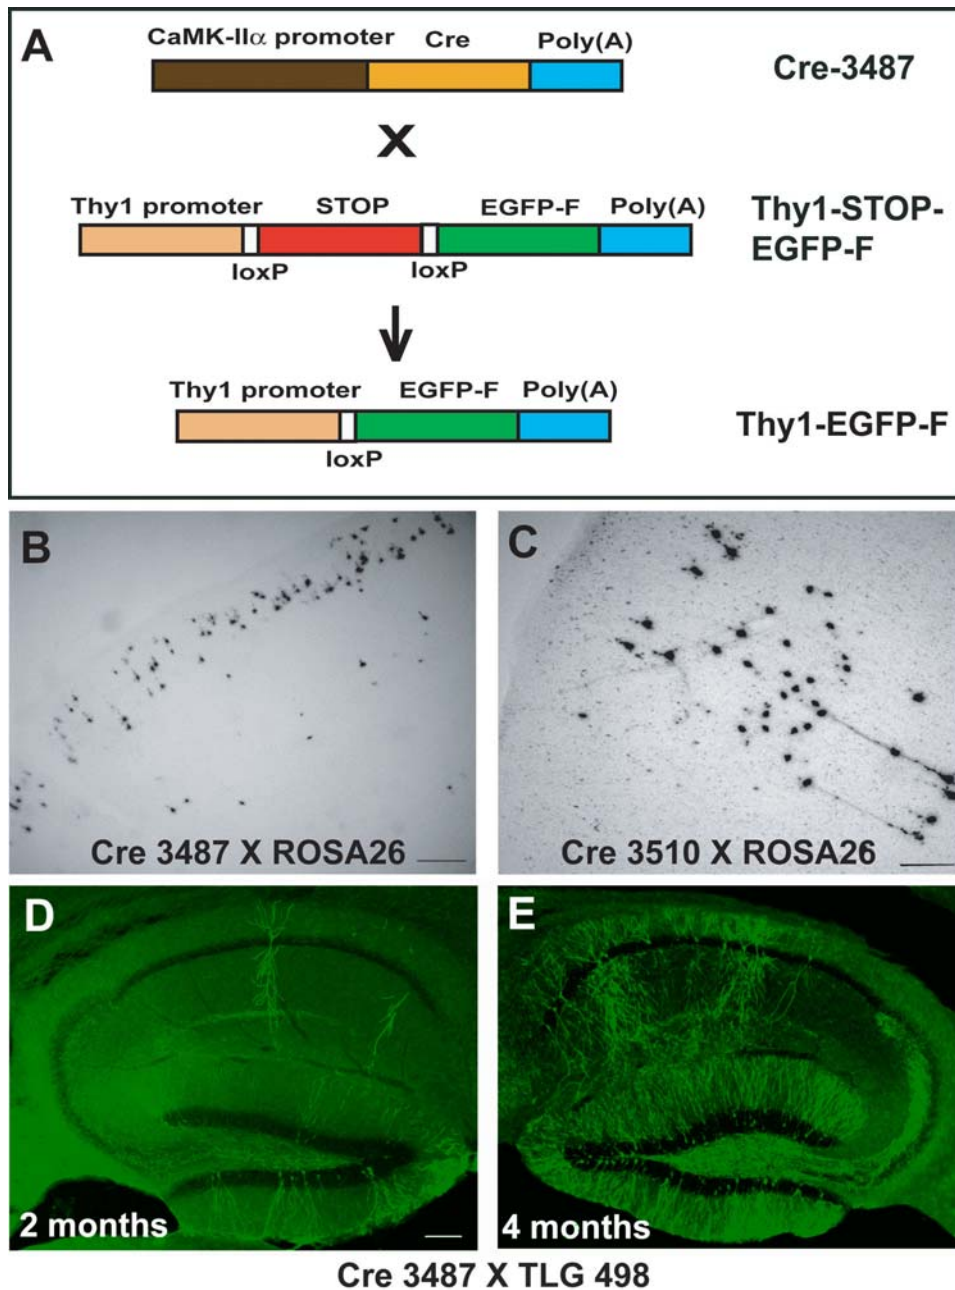 A
CaMK-IIα promoter Cre Poly(A)
Cre-3487
X
Thy1 promoter STOP EGFP-F Poly(A)
loxP loxP
Thy1-STOP-
EGFP-F
Thy1 promoter EGFP-F Poly(A)
loxP
Thy1-EGFP-F
B
Cre 3487 X ROSA26
C
Cre 3510 X ROSA26
D
2 months
E
4 months
Cre 3487 X TLG 498